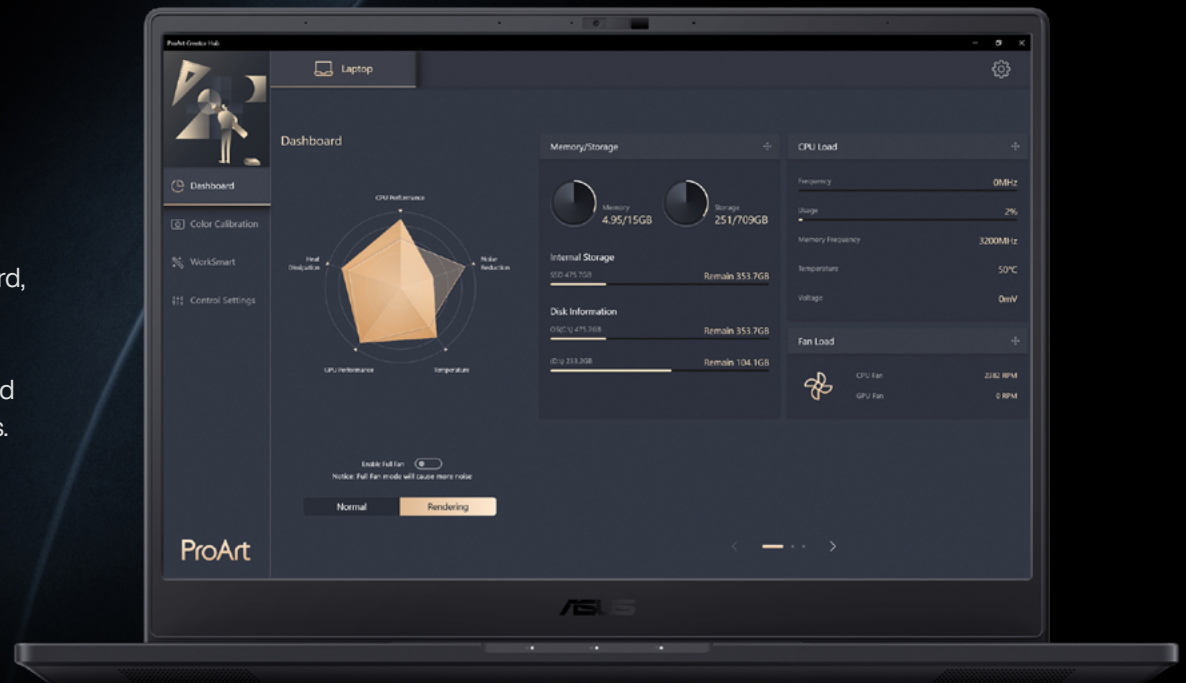 rd,
d
s.
ProArt Creator Hub
Laptop
Dashboard
Color Calibration
WorkSmart
Control Settings
ProArt
Dashboard
CPU Performance
Noise
Reduction
Temperature
GPU Performance
Heat
Dissipation
Enable Full Fan
Notice: Full Fan mode will cause more noise
Normal
Rendering
Memory/Storage
Memory
4.95/15GB
Storage
251/709GB
Internal Storage
SSD 475.7GB
Remain 353.7GB
Disk Information
OS(C:\) 475.7GB
Remain 353.7GB
(D:\) 233.2GB
Remain 104.1GB
CPU Load
Frequency
0MHz
Usage
2%
Memory Frequency
3200MHz
Temperature
50°C
Voltage
0mV
Fan Load
CPU Fan
2382 RPM
GPU Fan
0 RPM
ASUS